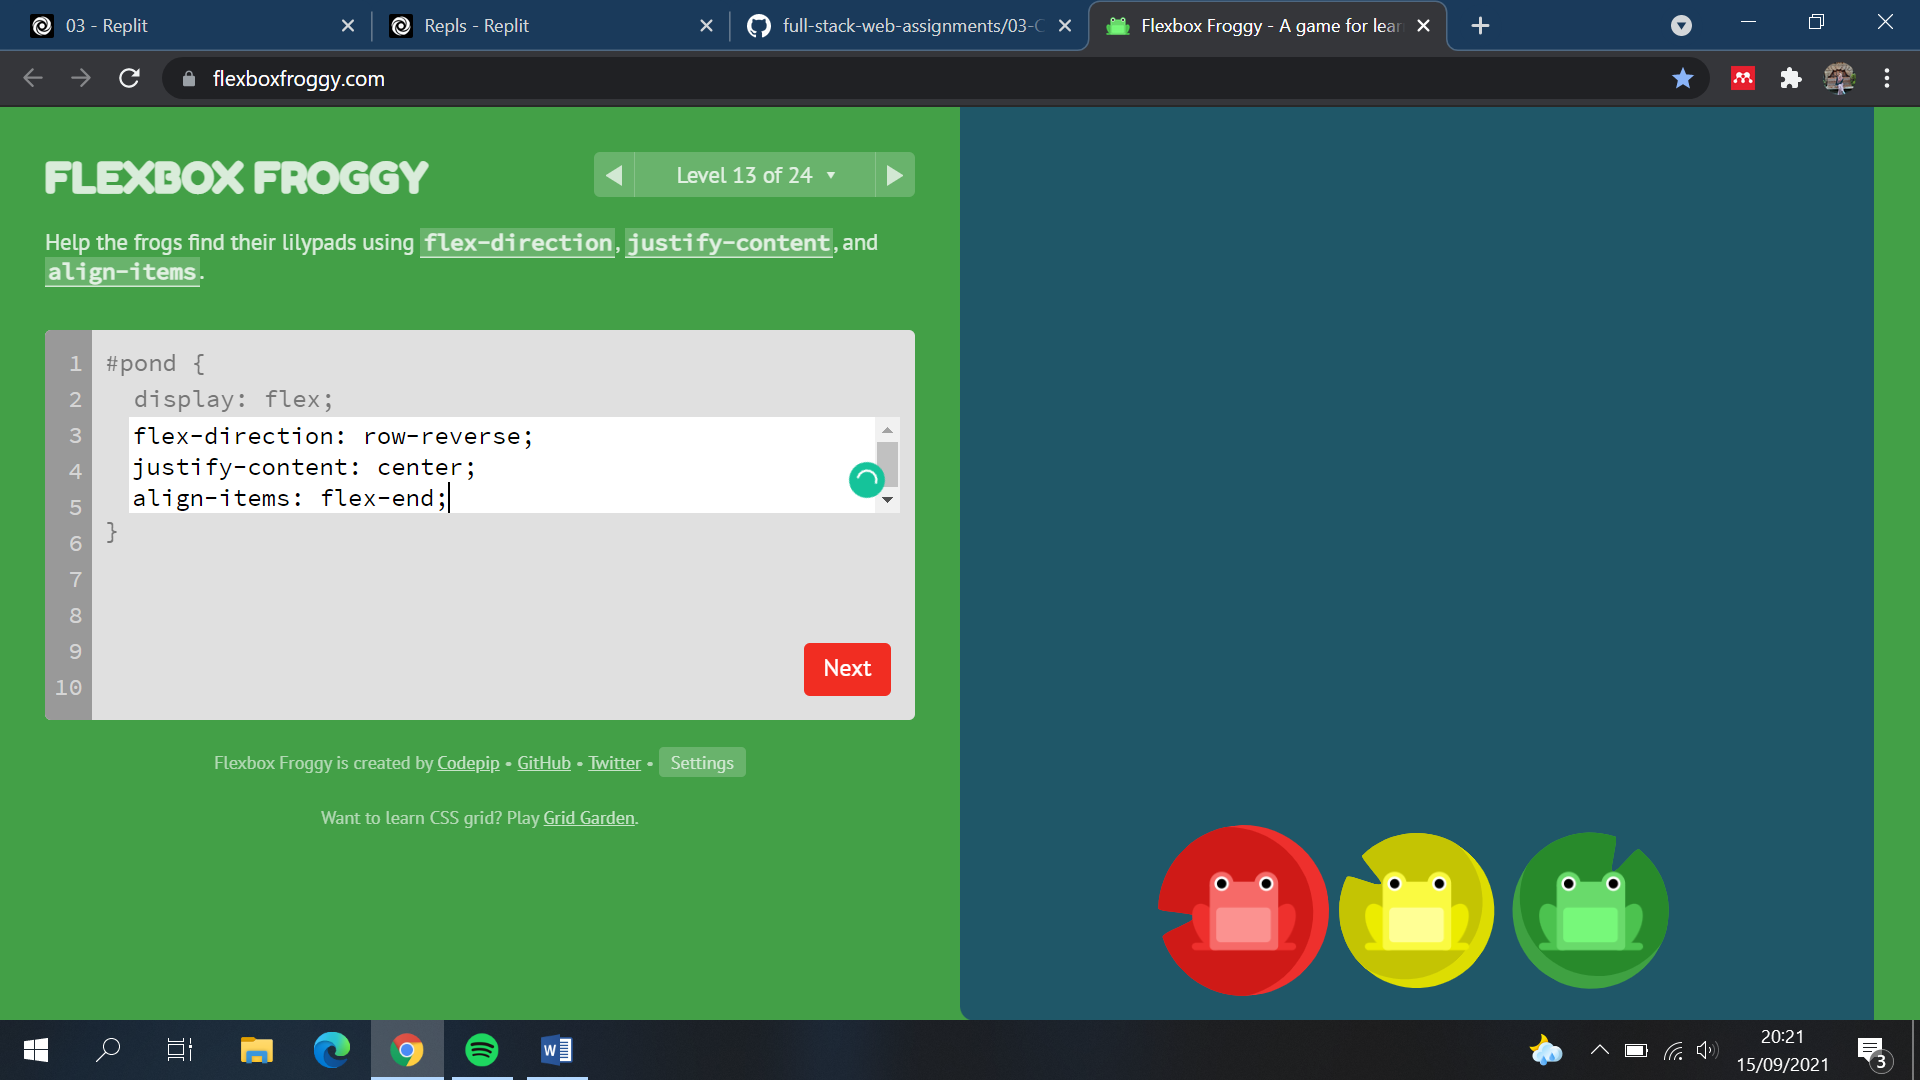 03 - Replit
Repls - Replit
full-stack-web-assignments/03-C
Flexbox Froggy - A game for lear
flexboxfroggy.com
FLEXBOX FROGGY
Level 13 of 24
Help the frogs find their lilypads using flex-direction, justify-content, and
align-items.
1 #pond {
2 display: flex;
3 flex-direction: row-reverse;
4 justify-content: center;
5 align-items: flex-end;
6 }
7
8
9
10
Next
Flexbox Froggy is created by Codepip • GitHub • Twitter • Settings
Want to learn CSS grid? Play Grid Garden.
W
20:21
15/09/2021
3